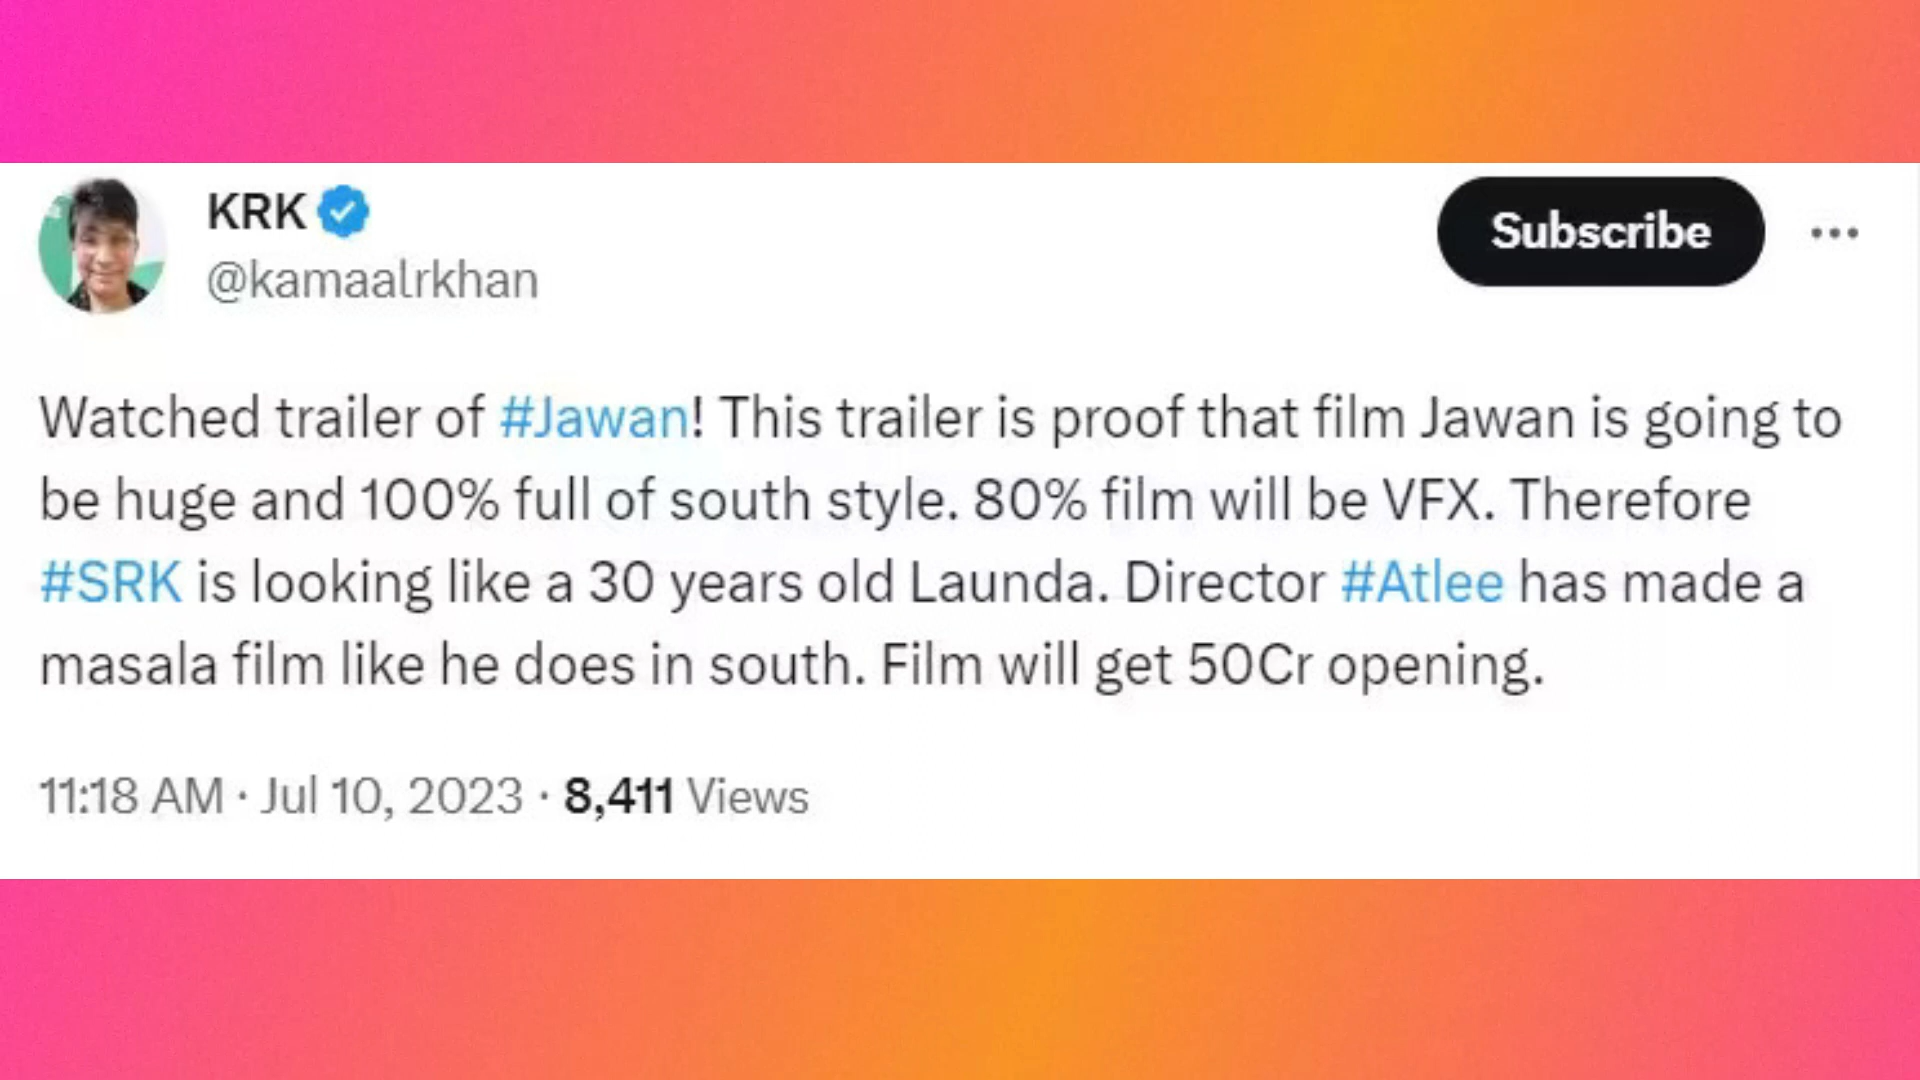 KRK
@kamaalrkhan
Subscribe
Watched trailer of #Jawan! This trailer is proof that film Jawan is going to
be huge and 100% full of south style. 80% film will be VFX. Therefore
#SRK is looking like a 30 years old Launda. Director #Atlee has made a
masala film like he does in south. Film will get 50Cr opening.
11:18 AM · Jul 10, 2023 · 8,411 Views